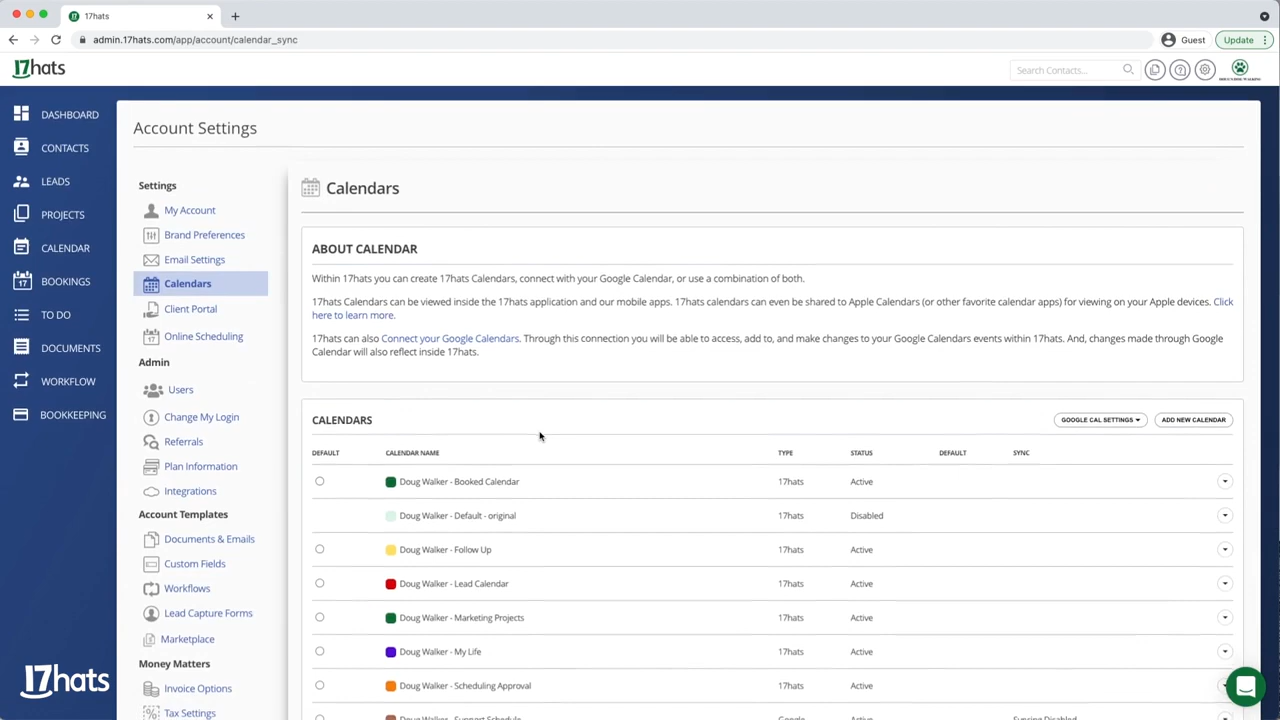 17hats
admin.17hats.com/app/account/calendar_sync
Guest
Update
17hats
Search Contacts...
DASHBOARD
CONTACTS
LEADS
PROJECTS
CALENDAR
17
BOOKINGS
TO DO
DOCUMENTS
WORKFLOW
BOOKKEEPING
17hats
Account Settings
Settings
My Account
Brand Preferences
Email Settings
Calendars
Client Portal
17
Online Scheduling
Admin
Users
Change My Login
Referrals
Plan Information
Integrations
Account Templates
Documents & Emails
Custom Fields
Workflows
Lead Capture Forms
Marketplace
Money Matters
Invoice Options
Tax Settings
Calendars
ABOUT CALENDAR
Within 17hats you can create 17hats Calendars, connect with your Google Calendar, or use a combination of both.
17hats Calendars can be viewed inside the 17hats application and our mobile apps. 17hats calendars can even be shared to Apple Calendars (or other favorite calendar apps) for viewing on your Apple devices. Click
here to learn more.
17hats can also Connect your Google Calendars. Through this connection you will be able to access, add to, and make changes to your Google Calendars events within 17hats. And, changes made through Google
Calendar will also reflect inside 17hats.
CALENDARS
GOOGLE CAL SETTINGS
ADD NEW CALENDAR
DEFAULT CALENDAR NAME TYPE STATUS DEFAULT SYNC
Doug Walker - Booked Calendar 17hats Active
Doug Walker - Default - original 17hats Disabled
Doug Walker - Follow Up 17hats Active
Doug Walker - Lead Calendar 17hats Active
Doug Walker - Marketing Projects 17hats Active
Doug Walker - My Life 17hats Active
Doug Walker - Scheduling Approval 17hats Active
Doug Walker - Support Schedule Google Syncing Disabled